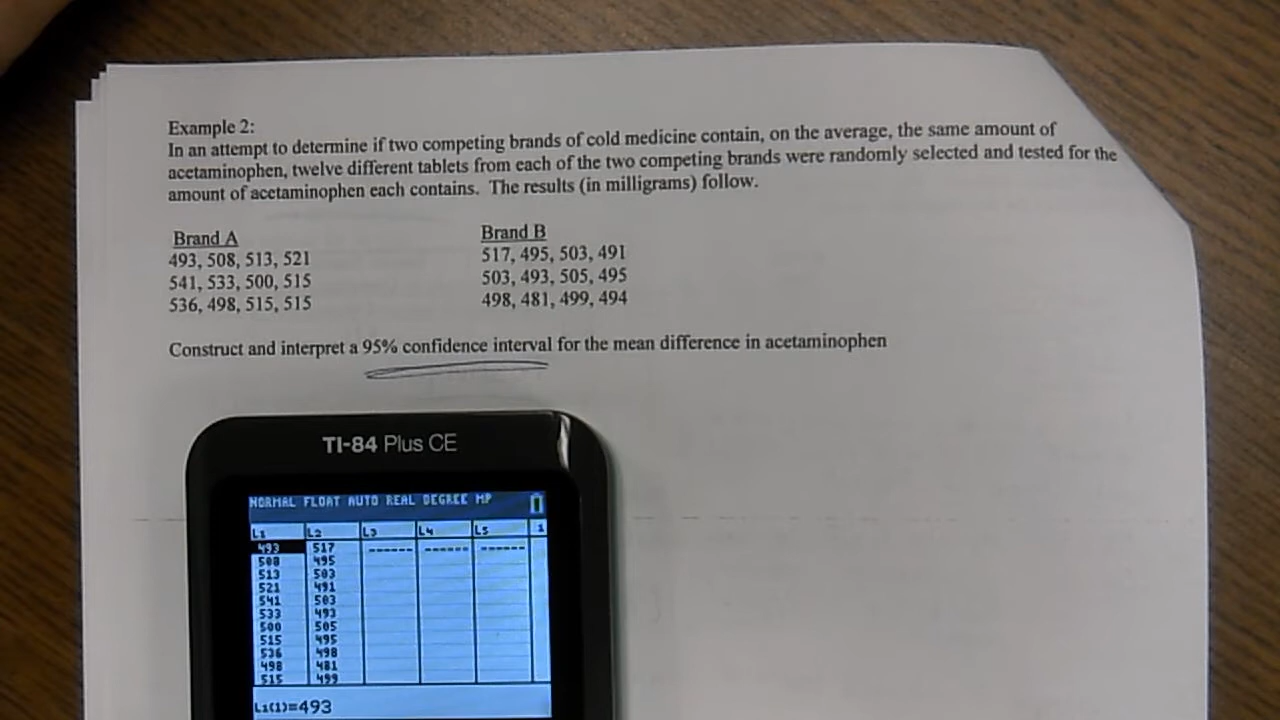 Example 2:
In an attempt to determine if two competing brands of cold medicine contain, on the average, the same amount of
acetaminophen, twelve different tablets from each of the two competing brands were randomly selected and tested for the
amount of acetaminophen each contains. The results (in milligrams) follow.
Brand A
493, 508, 513, 521
541, 533, 500, 515
536, 498, 515, 515
Brand B
517, 495, 503, 491
503, 493, 505, 495
498, 481, 499, 494
Construct and interpret a 95% confidence interval for the mean difference in acetaminophen
TI-84 Plus CE
NORMAL FLOAT AUTO REAL DEGREE MP
L1 L2 L3 L4 L5 1
493 517 ------ ------ ------
508 495
513 503
521 491
541 503
533 493
500 505
515 495
536 498
498 481
515 499
L1(1)=493